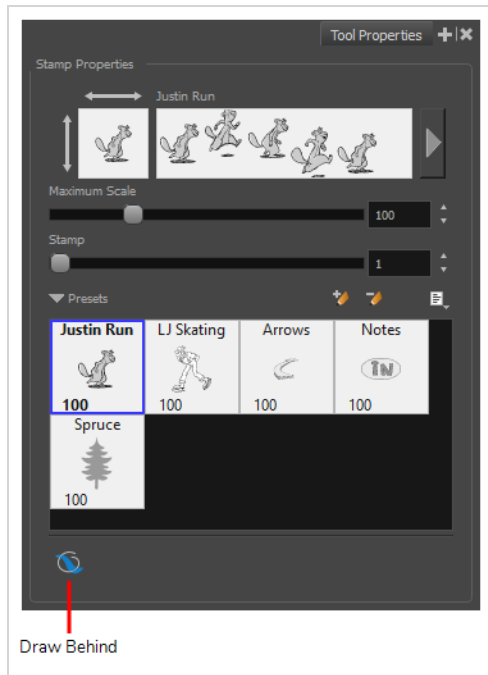 Tool Properties
Stamp Properties
Justin Run
Maximum Scale
100
Stamp
1
Presets
Justin Run LJ Skating Arrows Notes
IN
100 100 100 100
Spruce
100
Draw Behind